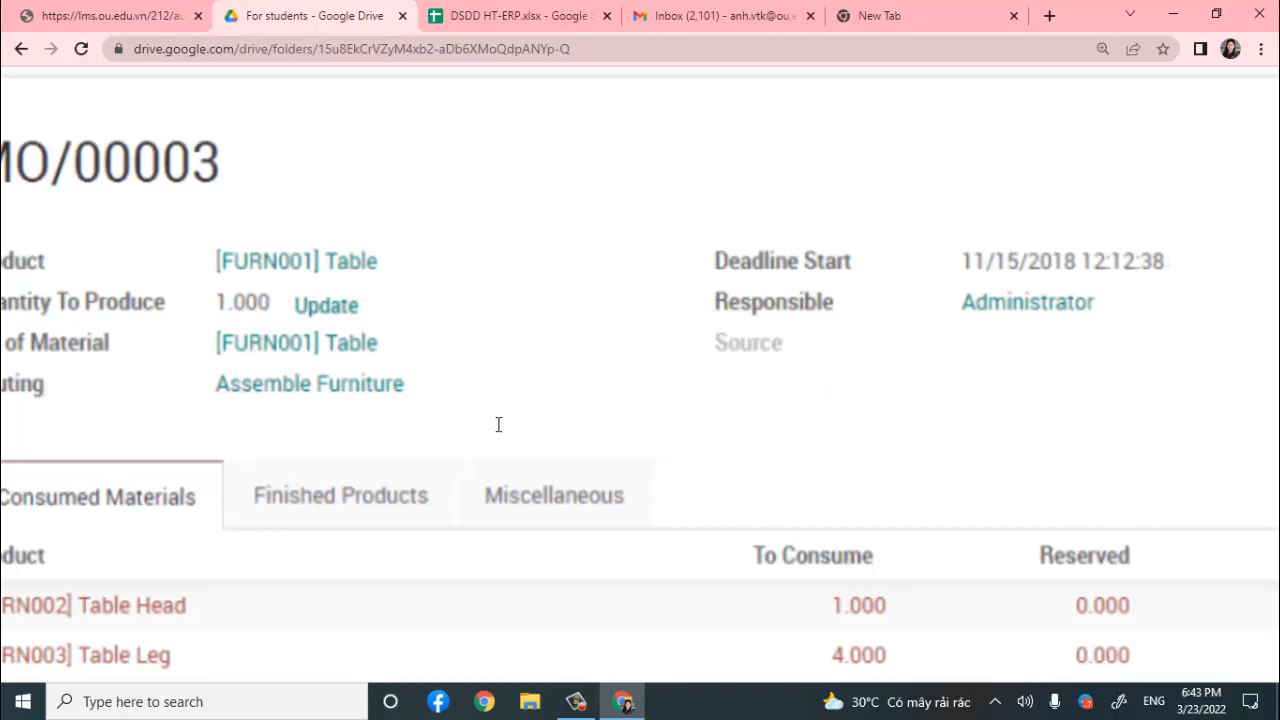 https://lms.ou.edu.vn/212/au
For students - Google Drive
DSDD HT-ERP.xlsx - Google
Inbox (2,101) - anh.vtk@ou.e
New Tab
drive.google.com/drive/folders/15u8EkCrVZyM4xb2-aDb6XMoQdpANYp-Q
MO/00003
oduct [FURN001] Table Deadline Start 11/15/2018 12:12:38
antity To Produce 1.000 Update Responsible Administrator
of Material [FURN001] Table Source
uting Assemble Furniture
Consumed Materials Finished Products Miscellaneous
oduct To Consume Reserved
RN002] Table Head 1.000 0.000
RN003] Table Leg 4.000 0.000
Type here to search
30°C Có mây rải rác
ENG
6:43 PM
3/23/2022